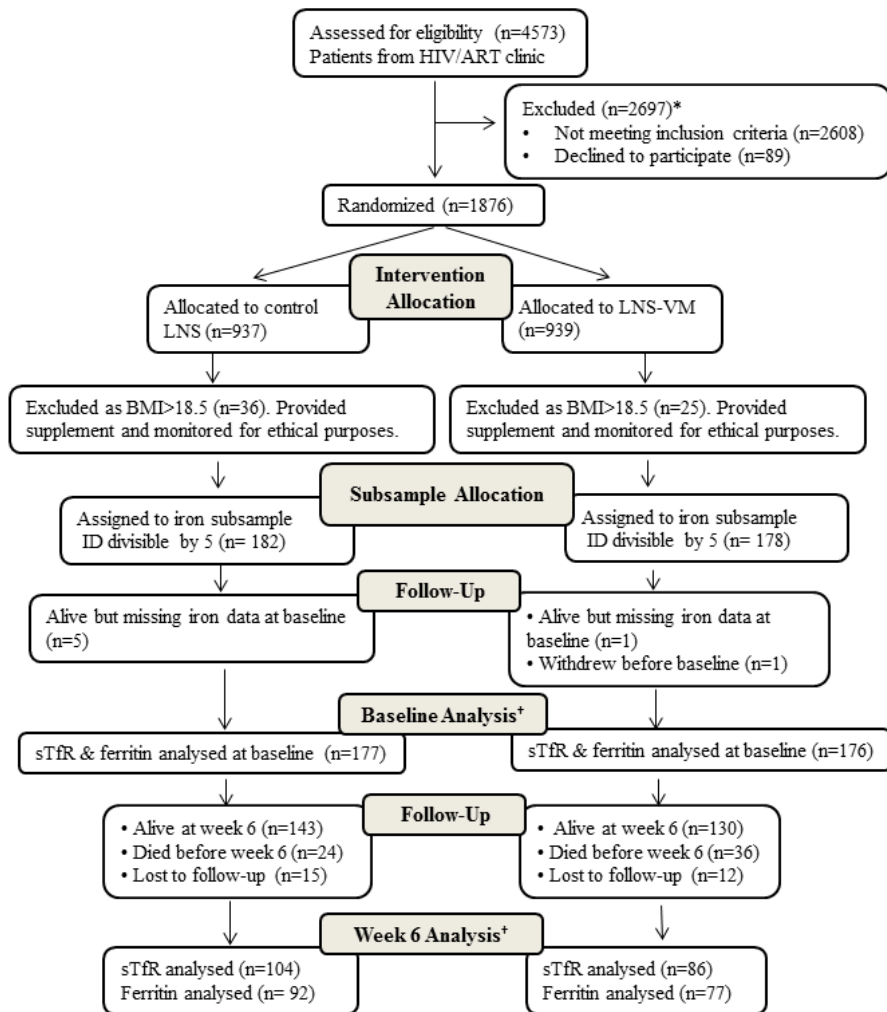 Assessed for eligibility (n=4573)
Patients from HIV/ART clinic
Excluded (n=2697)*
• Not meeting inclusion criteria (n=2608)
• Declined to participate (n=89)
Randomized (n=1876)
Intervention
Allocation
Allocated to control
LNS (n=937)
Allocated to LNS-VM
(n=939)
Excluded as BMI>18.5 (n=36). Provided
supplement and monitored for ethical purposes.
Excluded as BMI>18.5 (n=25). Provided
supplement and monitored for ethical purposes.
Subsample Allocation
Assigned to iron subsample
ID divisible by 5 (n= 182)
Assigned to iron subsample
ID divisible by 5 (n= 178)
Follow-Up
Alive but missing iron data at baseline
(n=5)
• Alive but missing iron data at
baseline (n=1)
• Withdrew before baseline (n=1)
Baseline Analysis†
sTfR & ferritin analysed at baseline (n=177)
sTfR & ferritin analysed at baseline (n=176)
Follow-Up
• Alive at week 6 (n=143)
• Died before week 6 (n=24)
• Lost to follow-up (n=15)
• Alive at week 6 (n=130)
• Died before week 6 (n=36)
• Lost to follow-up (n=12)
Week 6 Analysis†
sTfR analysed (n=104)
Ferritin analysed (n= 92)
sTfR analysed (n=86)
Ferritin analysed (n=77)